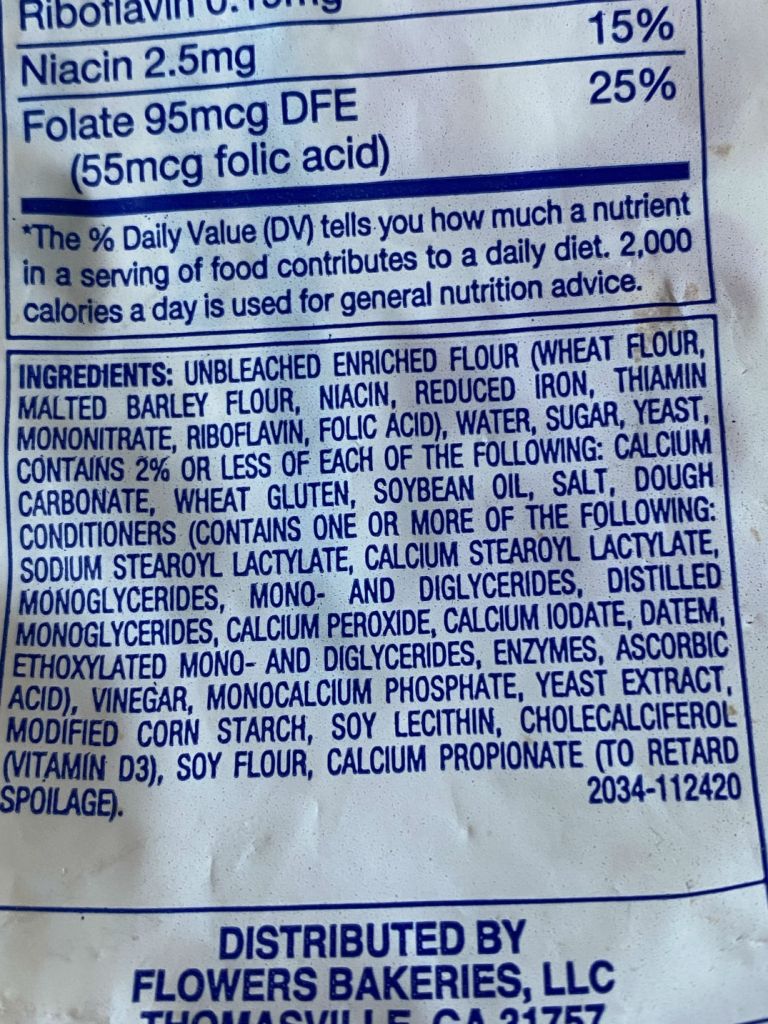 Riboflavin
Niacin 2.5mg 15%
Folate 95mcg DFE 25%
(55mcg folic acid)
*The % Daily Value (DV) tells you how much a nutrient
in a serving of food contributes to a daily diet. 2,000
calories a day is used for general nutrition advice.
INGREDIENTS: UNBLEACHED ENRICHED FLOUR (WHEAT FLOUR,
MALTED BARLEY FLOUR, NIACIN, REDUCED IRON, THIAMIN
MONONITRATE, RIBOFLAVIN, FOLIC ACID), WATER, SUGAR, YEAST,
CONTAINS 2% OR LESS OF EACH OF THE FOLLOWING: CALCIUM
CARBONATE, WHEAT GLUTEN, SOYBEAN OIL, SALT, DOUGH
CONDITIONERS (CONTAINS ONE OR MORE OF THE FOLLOWING:
SODIUM STEAROYL LACTYLATE, CALCIUM STEAROYL LACTYLATE,
MONOGLYCERIDES, MONO- AND DIGLYCERIDES, DISTILLED
MONOGLYCERIDES, CALCIUM PEROXIDE, CALCIUM IODATE, DATEM,
ETHOXYLATED MONO- AND DIGLYCERIDES, ENZYMES, ASCORBIC
ACID), VINEGAR, MONOCALCIUM PHOSPHATE, YEAST EXTRACT,
MODIFIED CORN STARCH, SOY LECITHIN, CHOLECALCIFEROL
(VITAMIN D3), SOY FLOUR, CALCIUM PROPIONATE (TO RETARD
SPOILAGE). 2034-112420
DISTRIBUTED BY
FLOWERS BAKERIES, LLC
THOMASVILLE, GA 31757